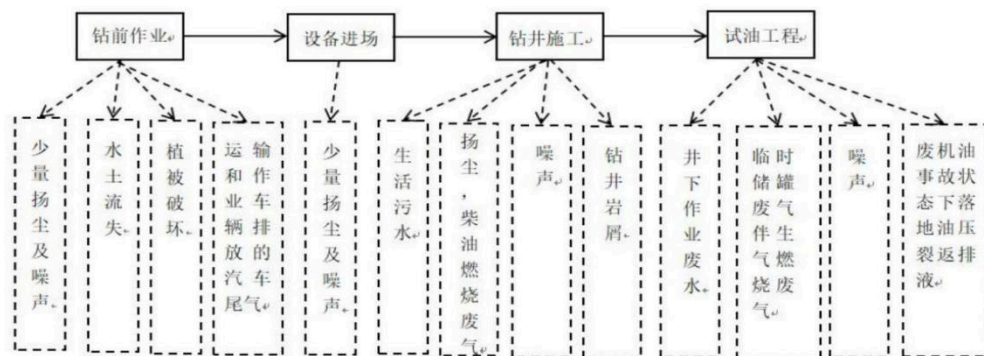 钻前作业
设备进场
钻井施工
试油工程
少量扬尘及噪声
水土流失
植被破坏
运输
和作
业车
辆排
放的
汽车
尾气
少量扬尘及噪声
生活污水
扬尘，柴油燃烧废气
噪声
钻井岩屑
井下作业废水
临时
储罐
废气
伴生
气燃
烧废
气
噪声
废机油
事故状
态下落
地油压
裂返排
液